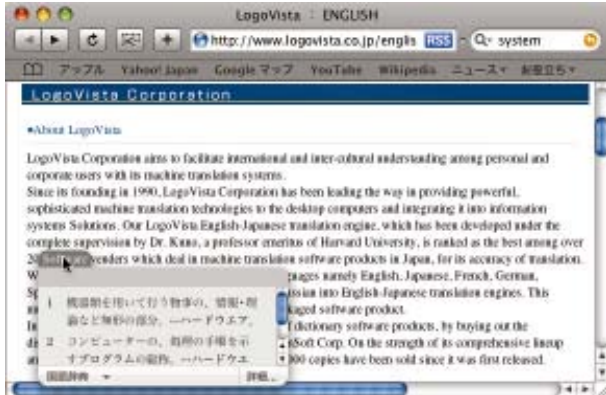 LogoVista : ENGLISH
http://www.logovista.co.jp/englis RSS
Q system
アップル Yahoo! Japan Google マップ YouTube Wikipedia ニュース
LogoVista Corporation
•About LogoVista
LogoVista Corporation aims to facilitate international and inter-cultural understanding among personal and
corporate users with its machine translation systems.
Since its founding in 1990, LogoVista Corporation has been leading the way in providing powerful,
sophisticated machine translation technologies to the desktop computers and integrating it into information
systems Solutions. Our LogoVista English-Japanese translation engine, which has been developed under the
complete supervision by Dr. Kuno, a professor emeritus of Harvard University, is ranked as the best among over
venders which deal in machine translation software products in Japan, for its accuracy of translation.
guages namely English, Japanese, French, German,
ssian into English-Japanese translation engines. This
kaged software product.
f dictionary software products, by buying out the
Soft Corp. On the strength of its comprehensive lineup
000 copies have been sold since it was first released.
1 機器類を用いて行う物事の、情報・理
論など無形の部分。―ハードウエア。
2 コンピューターの、処理の手順を示
すプログラムの総称。―ハードウエ
国語辞典
詳細...